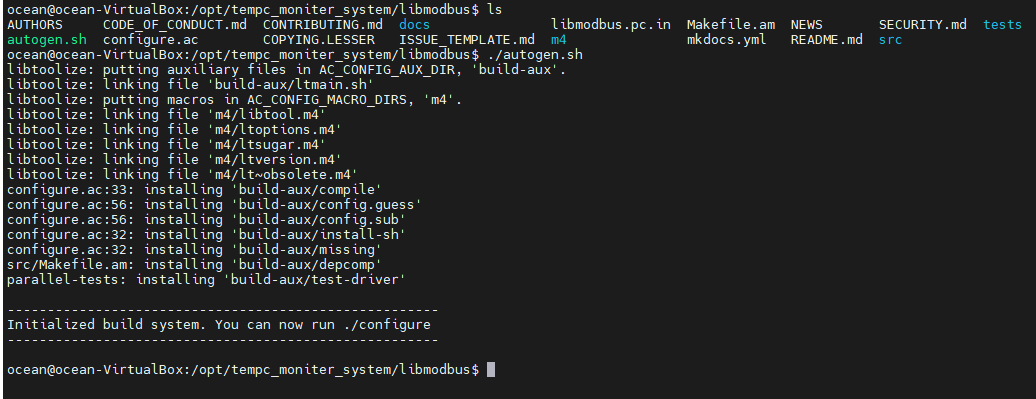 ocean@ocean-VirtualBox:/opt/tempc_moniter_system/libmodbus$ ls
AUTHORS     CODE_OF_CONDUCT.md  CONTRIBUTING.md  docs               libmodbus.pc.in  Makefile.am  NEWS       SECURITY.md  tests
autogen.sh  configure.ac        COPYING.LESSER   ISSUE_TEMPLATE.md  m4               mkdocs.yml   README.md  src
ocean@ocean-VirtualBox:/opt/tempc_moniter_system/libmodbus$ ./autogen.sh
libtoolize: putting auxiliary files in AC_CONFIG_AUX_DIR, 'build-aux'.
libtoolize: linking file 'build-aux/ltmain.sh'
libtoolize: putting macros in AC_CONFIG_MACRO_DIRS, 'm4'.
libtoolize: linking file 'm4/libtool.m4'
libtoolize: linking file 'm4/ltoptions.m4'
libtoolize: linking file 'm4/ltsugar.m4'
libtoolize: linking file 'm4/ltversion.m4'
libtoolize: linking file 'm4/lt~obsolete.m4'
configure.ac:33: installing 'build-aux/compile'
configure.ac:56: installing 'build-aux/config.guess'
configure.ac:56: installing 'build-aux/config.sub'
configure.ac:32: installing 'build-aux/install-sh'
configure.ac:32: installing 'build-aux/missing'
src/Makefile.am: installing 'build-aux/depcomp'
parallel-tests: installing 'build-aux/test-driver'
------------------------------------------------------
Initialized build system. You can now run ./configure
------------------------------------------------------
ocean@ocean-VirtualBox:/opt/tempc_moniter_system/libmodbus$